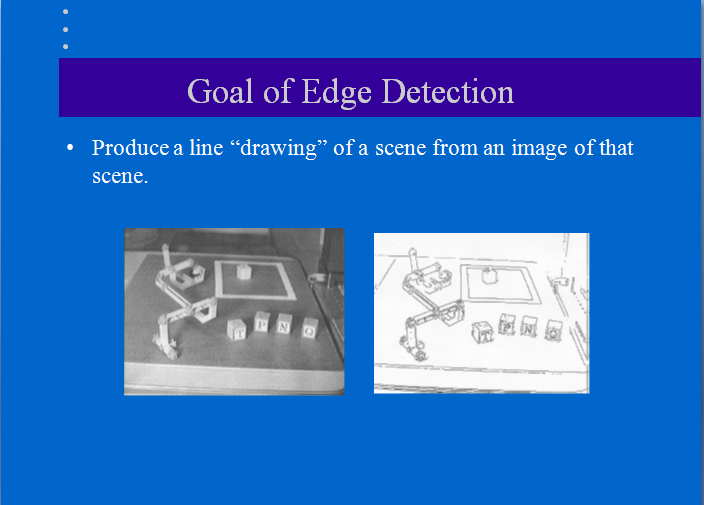 Goal of Edge Detection
• Produce a line “drawing” of a scene from an image of that
scene.
T P N O
T P N O